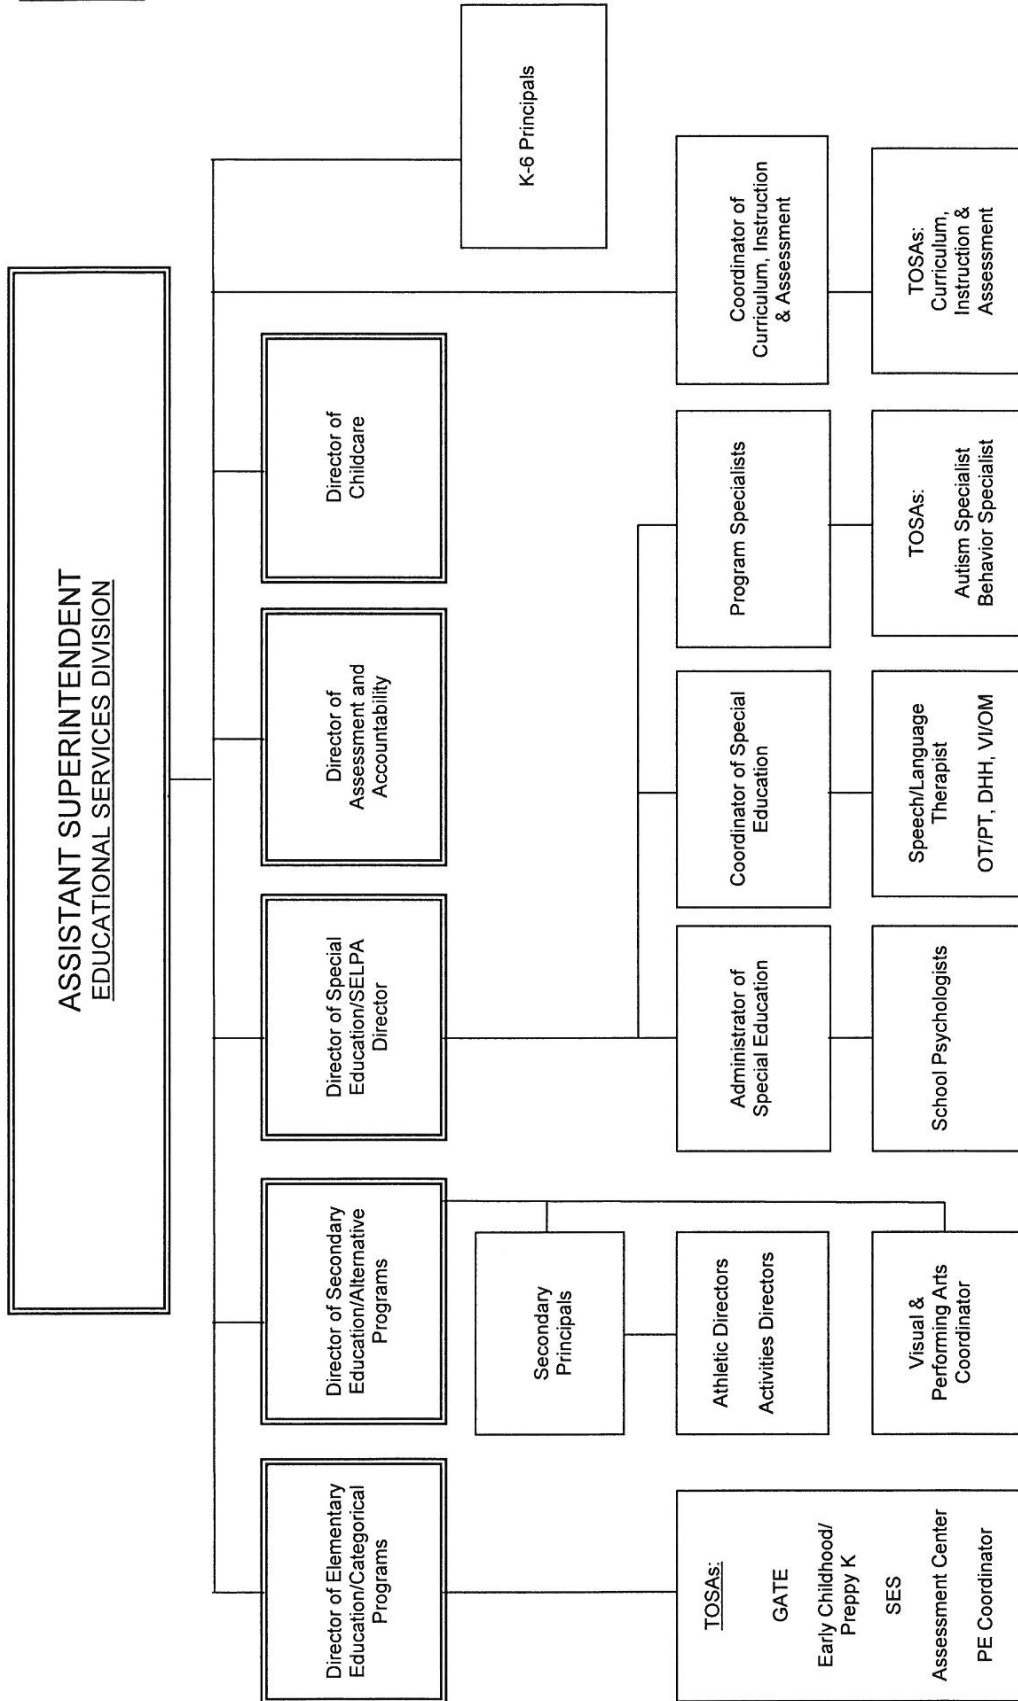 ASSISTANT SUPERINTENDENT
EDUCATIONAL SERVICES DIVISION
Director of Elementary
Education/Categorical
Programs
Director of Secondary
Education/Alternative
Programs
Director of Special
Education/SELPA
Director
Director of
Assessment and
Accountability
Director of
Childcare
K-6 Principals
Secondary
Principals
TOSAs:
GATE
Early Childhood/
Preppy K
SES
Assessment Center
PE Coordinator
Athletic Directors
Activities Directors
Administrator of
Special Education
Coordinator of Special
Education
Program Specialists
Coordinator of
Curriculum, Instruction
& Assessment
Visual &
Performing Arts
Coordinator
School Psychologists
Speech/Language
Therapist
OT/PT, DHH, VI/OM
TOSAs:
Autism Specialist
Behavior Specialist
TOSAs:
Curriculum,
Instruction &
Assessment